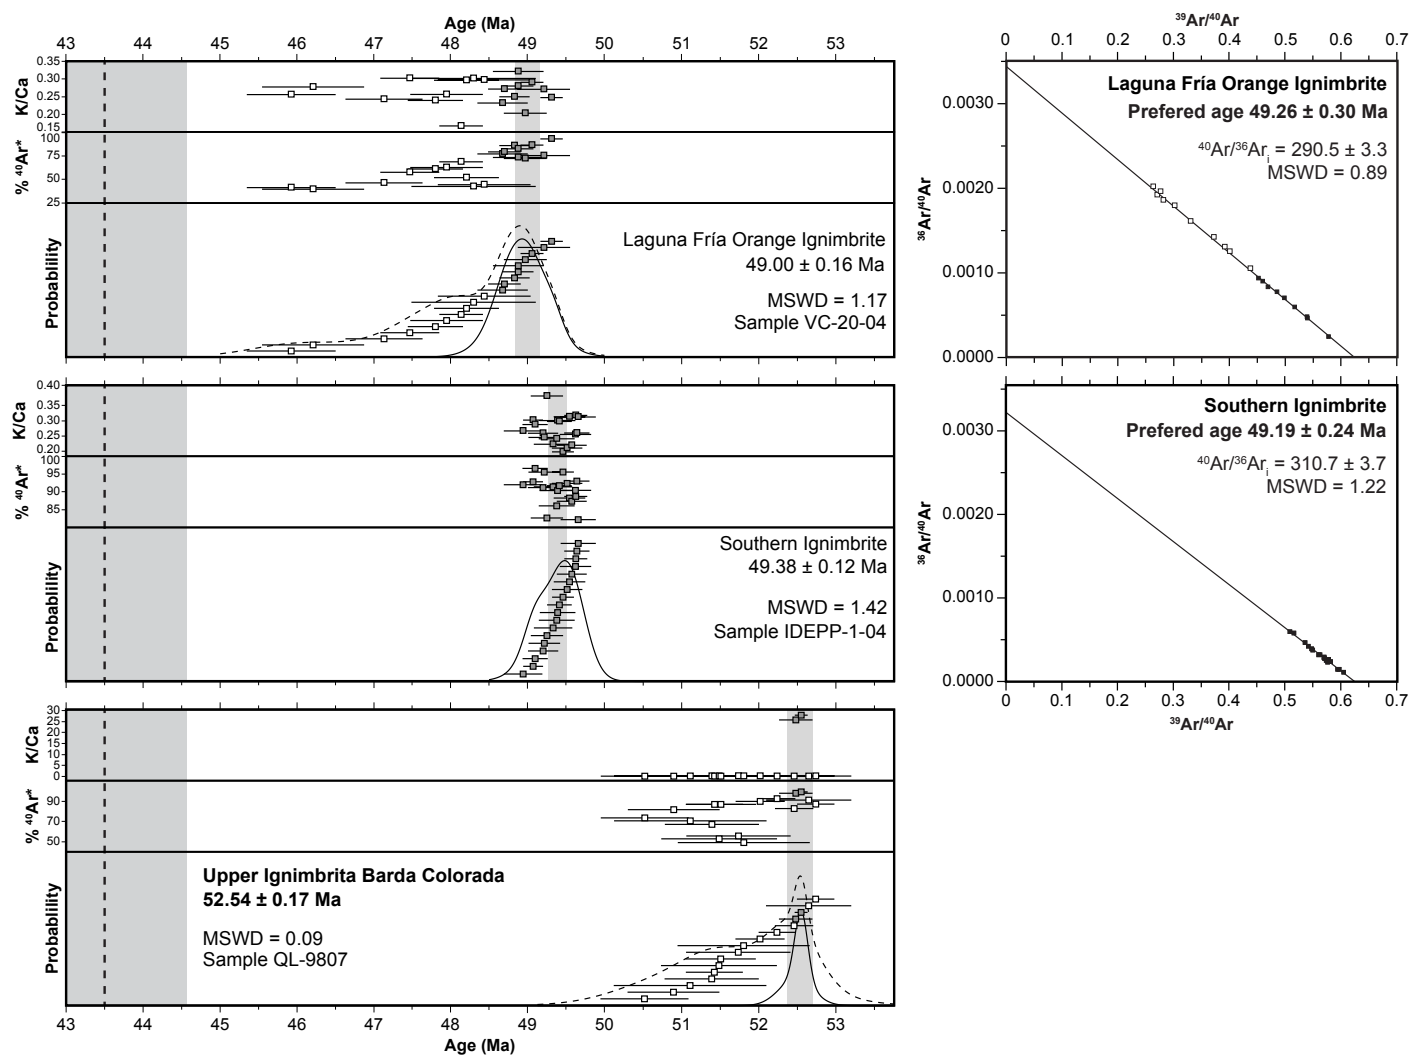 Age (Ma)
43 44 45 46 47 48 49 50 51 52 53
0.35
0.30
0.25
0.20
0.15
K/Ca
100
75
50
25
% ⁴⁰Ar*
Probablility
Laguna Fría Orange Ignimbrite
49.00 ± 0.16 Ma
MSWD = 1.17
Sample VC-20-04
0.40
0.35
0.30
0.25
0.20
K/Ca
100
95
90
85
% ⁴⁰Ar*
Probablility
Southern Ignimbrite
49.38 ± 0.12 Ma
MSWD = 1.42
Sample IDEPP-1-04
30
25
20
15
10
5
0
K/Ca
90
70
50
% ⁴⁰Ar*
Probablility
Upper Ignimbrita Barda Colorada
52.54 ± 0.17 Ma
MSWD = 0.09
Sample QL-9807
43 44 45 46 47 48 49 50 51 52 53
Age (Ma)
³⁹Ar/⁴⁰Ar
0 0.1 0.2 0.3 0.4 0.5 0.6 0.7
0.0030
0.0020
0.0010
0.0000
³⁶Ar/⁴⁰Ar
Laguna Fría Orange Ignimbrite
Prefered age 49.26 ± 0.30 Ma
⁴⁰Ar/³⁶Arᵢ = 290.5 ± 3.3
MSWD = 0.89
0.0030
0.0020
0.0010
0.0000
³⁶Ar/⁴⁰Ar
Southern Ignimbrite
Prefered age 49.19 ± 0.24 Ma
⁴⁰Ar/³⁶Arᵢ = 310.7 ± 3.7
MSWD = 1.22
0 0.1 0.2 0.3 0.4 0.5 0.6 0.7
³⁹Ar/⁴⁰Ar